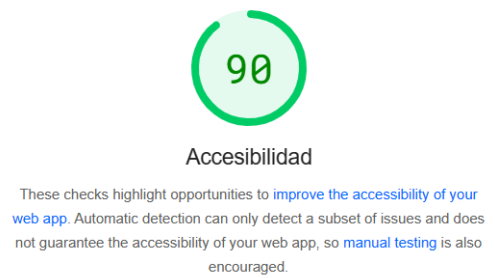 90
Accesibilidad
These checks highlight opportunities to improve the accessibility of your
web app. Automatic detection can only detect a subset of issues and does
not guarantee the accessibility of your web app, so manual testing is also
encouraged.